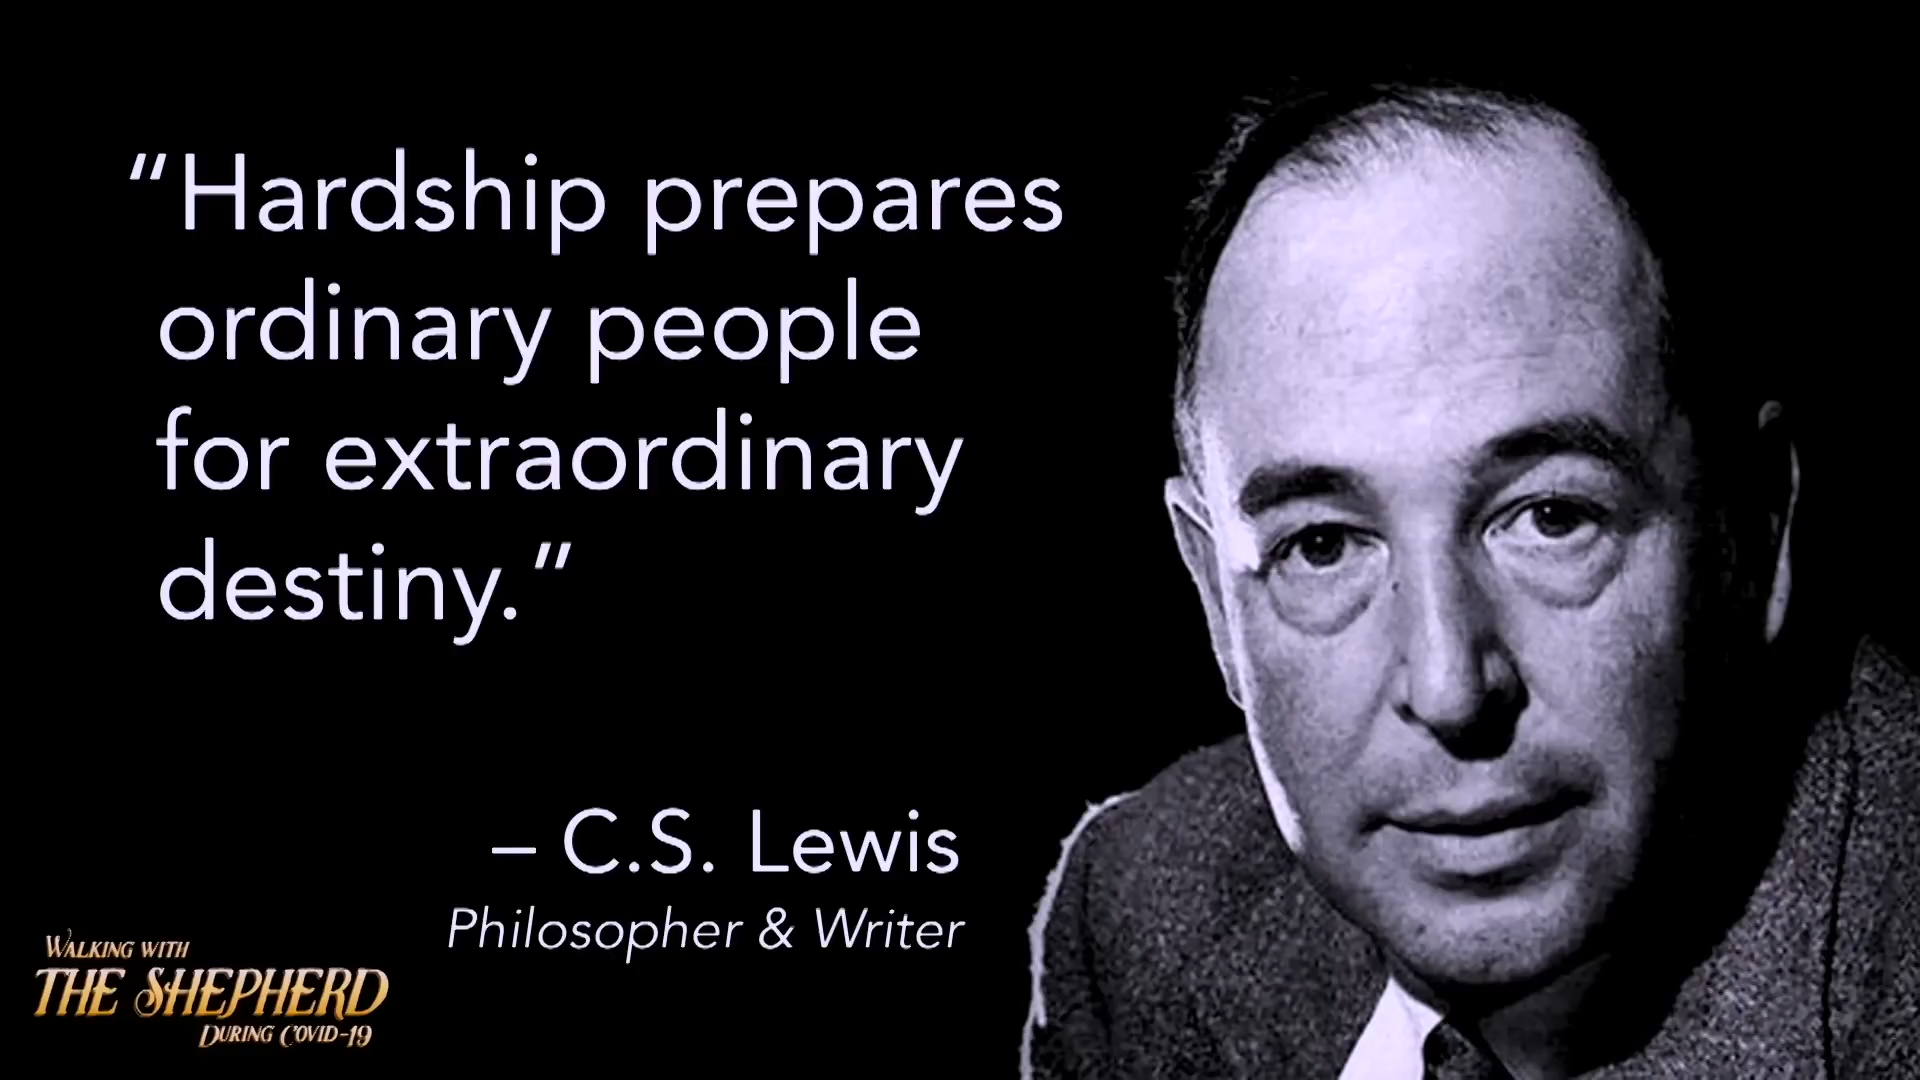 “Hardship prepares
ordinary people
for extraordinary
destiny.”
– C.S. Lewis
Philosopher & Writer
WALKING WITH
THE SHEPHERD
DURING COVID-19